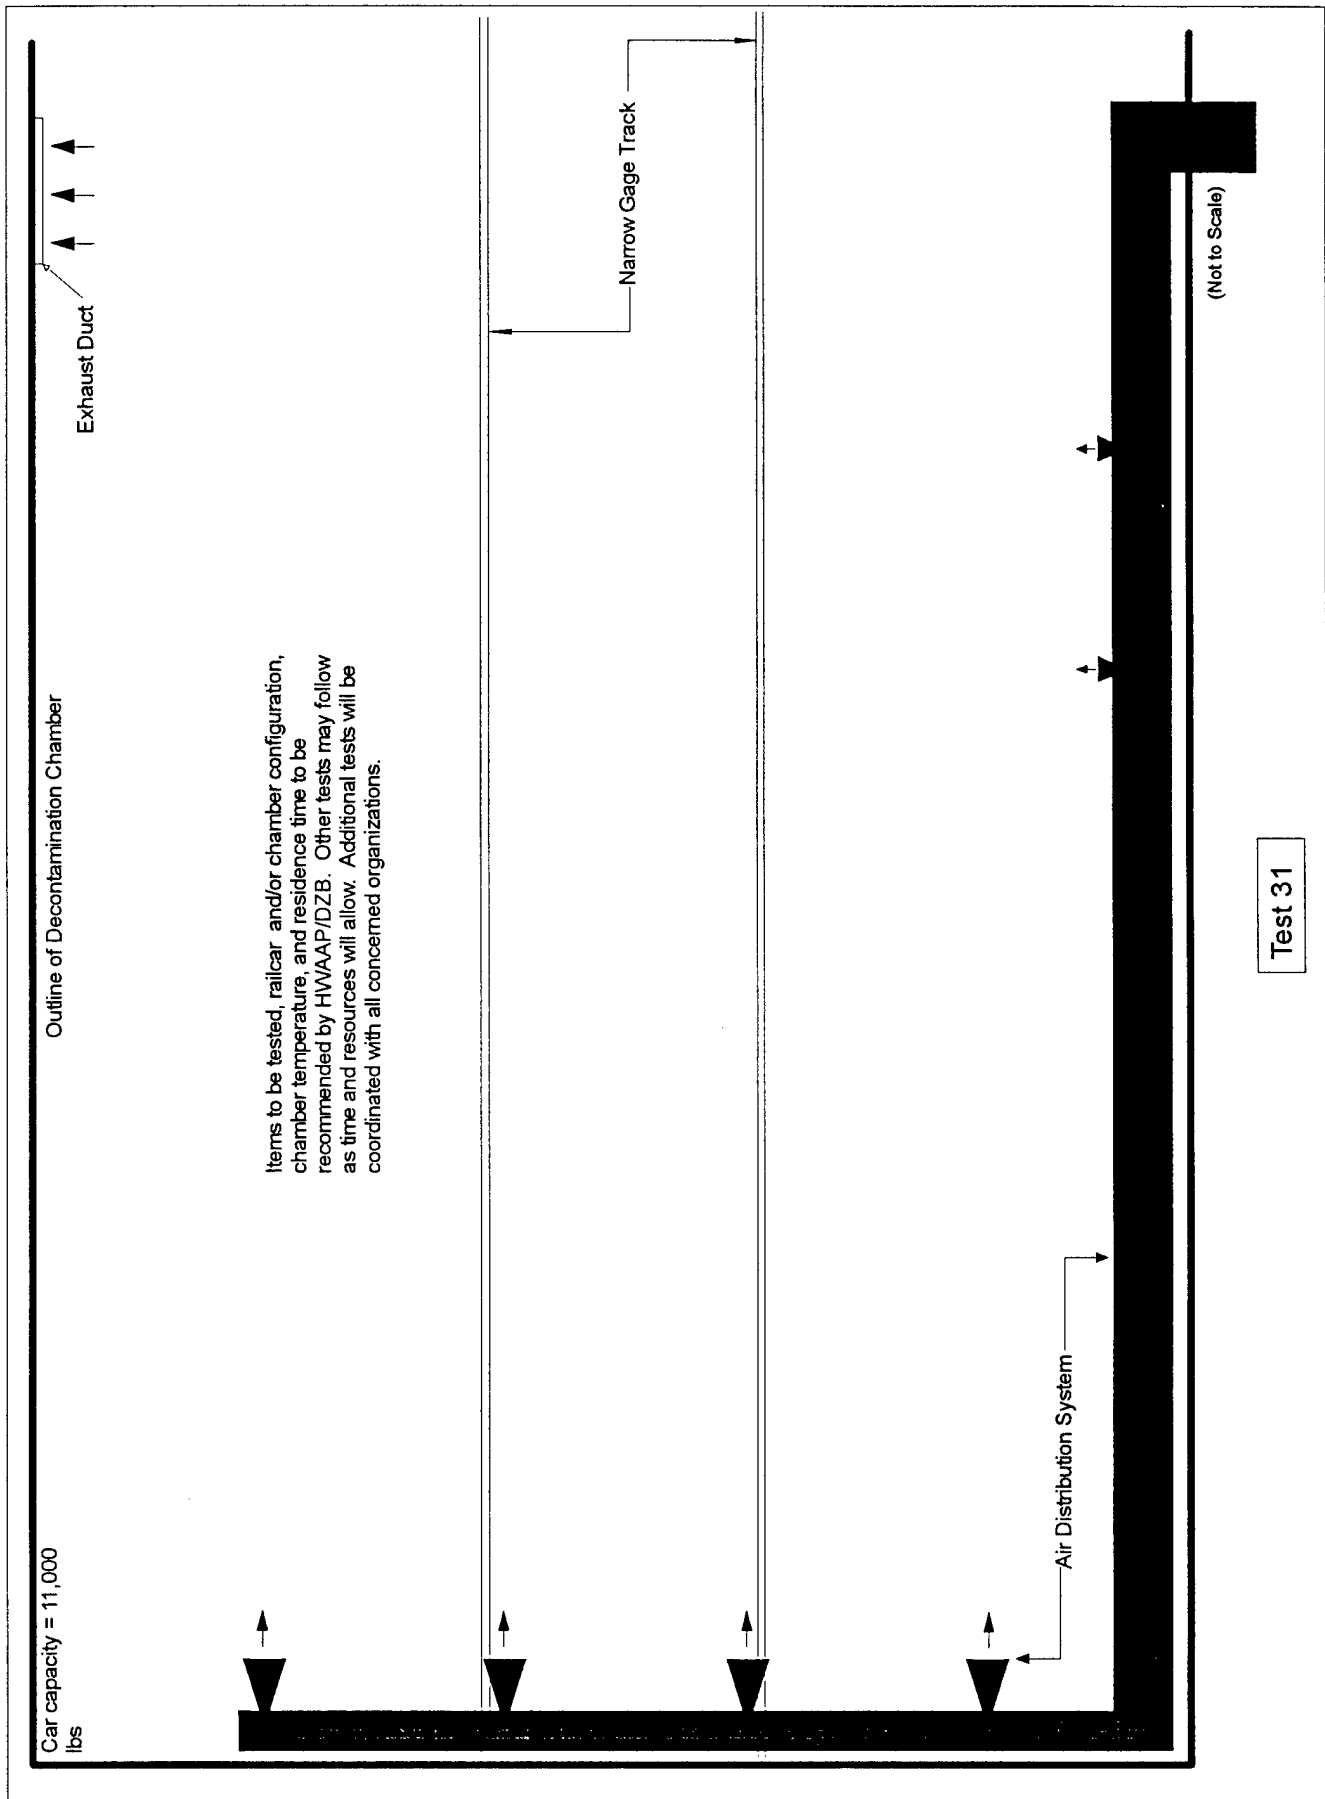 Outline of Decontamination Chamber
Car capacity = 11,000
lbs
Exhaust Duct
Items to be tested, railcar and/or chamber configuration,
chamber temperature, and residence time to be
recommended by HWAAP/DZB. Other tests may follow
as time and resources will allow. Additional tests will be
coordinated with all concerned organizations.
Narrow Gage Track
Air Distribution System
(Not to Scale)
Test 31